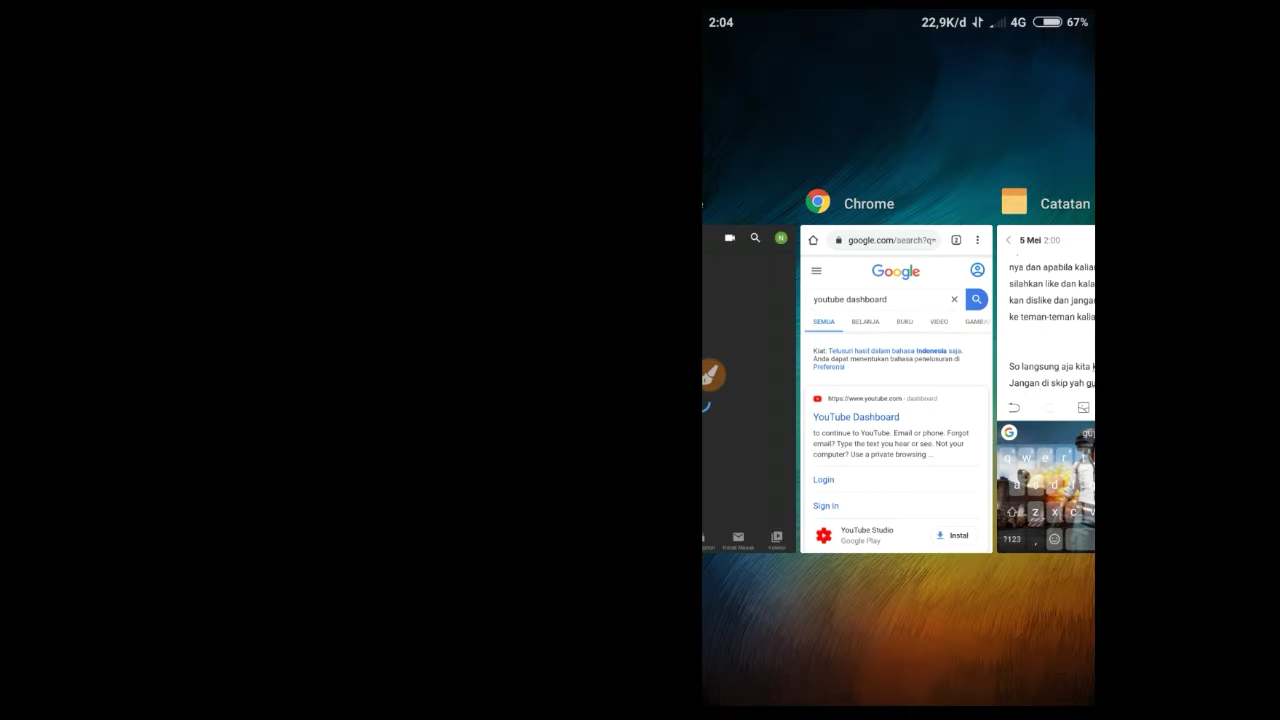 2:04
22,9K/d 4G 67%
Chrome
Catatan
N
google.com/search?q=
2
Google
youtube dashboard
SEMUA BELANJA BUKU VIDEO
Kiat: Telusuri hasil dalam bahasa Indonesia saja.
Anda dapat menentukan bahasa penelusuran di
Preferensi
https://www.youtube.com › dashboard
YouTube Dashboard
to continue to YouTube. Email or phone. Forgot
email? Type the text you hear or see. Not your
computer? Use a private browsing ...
Login
Sign in
YouTube Studio
Google Play
Instal
Kotak Masuk
Koleksi
5 Mei 2:00
nya dan apabila kalia
silahkan like dan kala
kan dislike dan janga
ke teman-teman kalia
So langsung aja kita
Jangan di skip yah gu
G
q w e r t
a s d f
z x c v
?123 ,